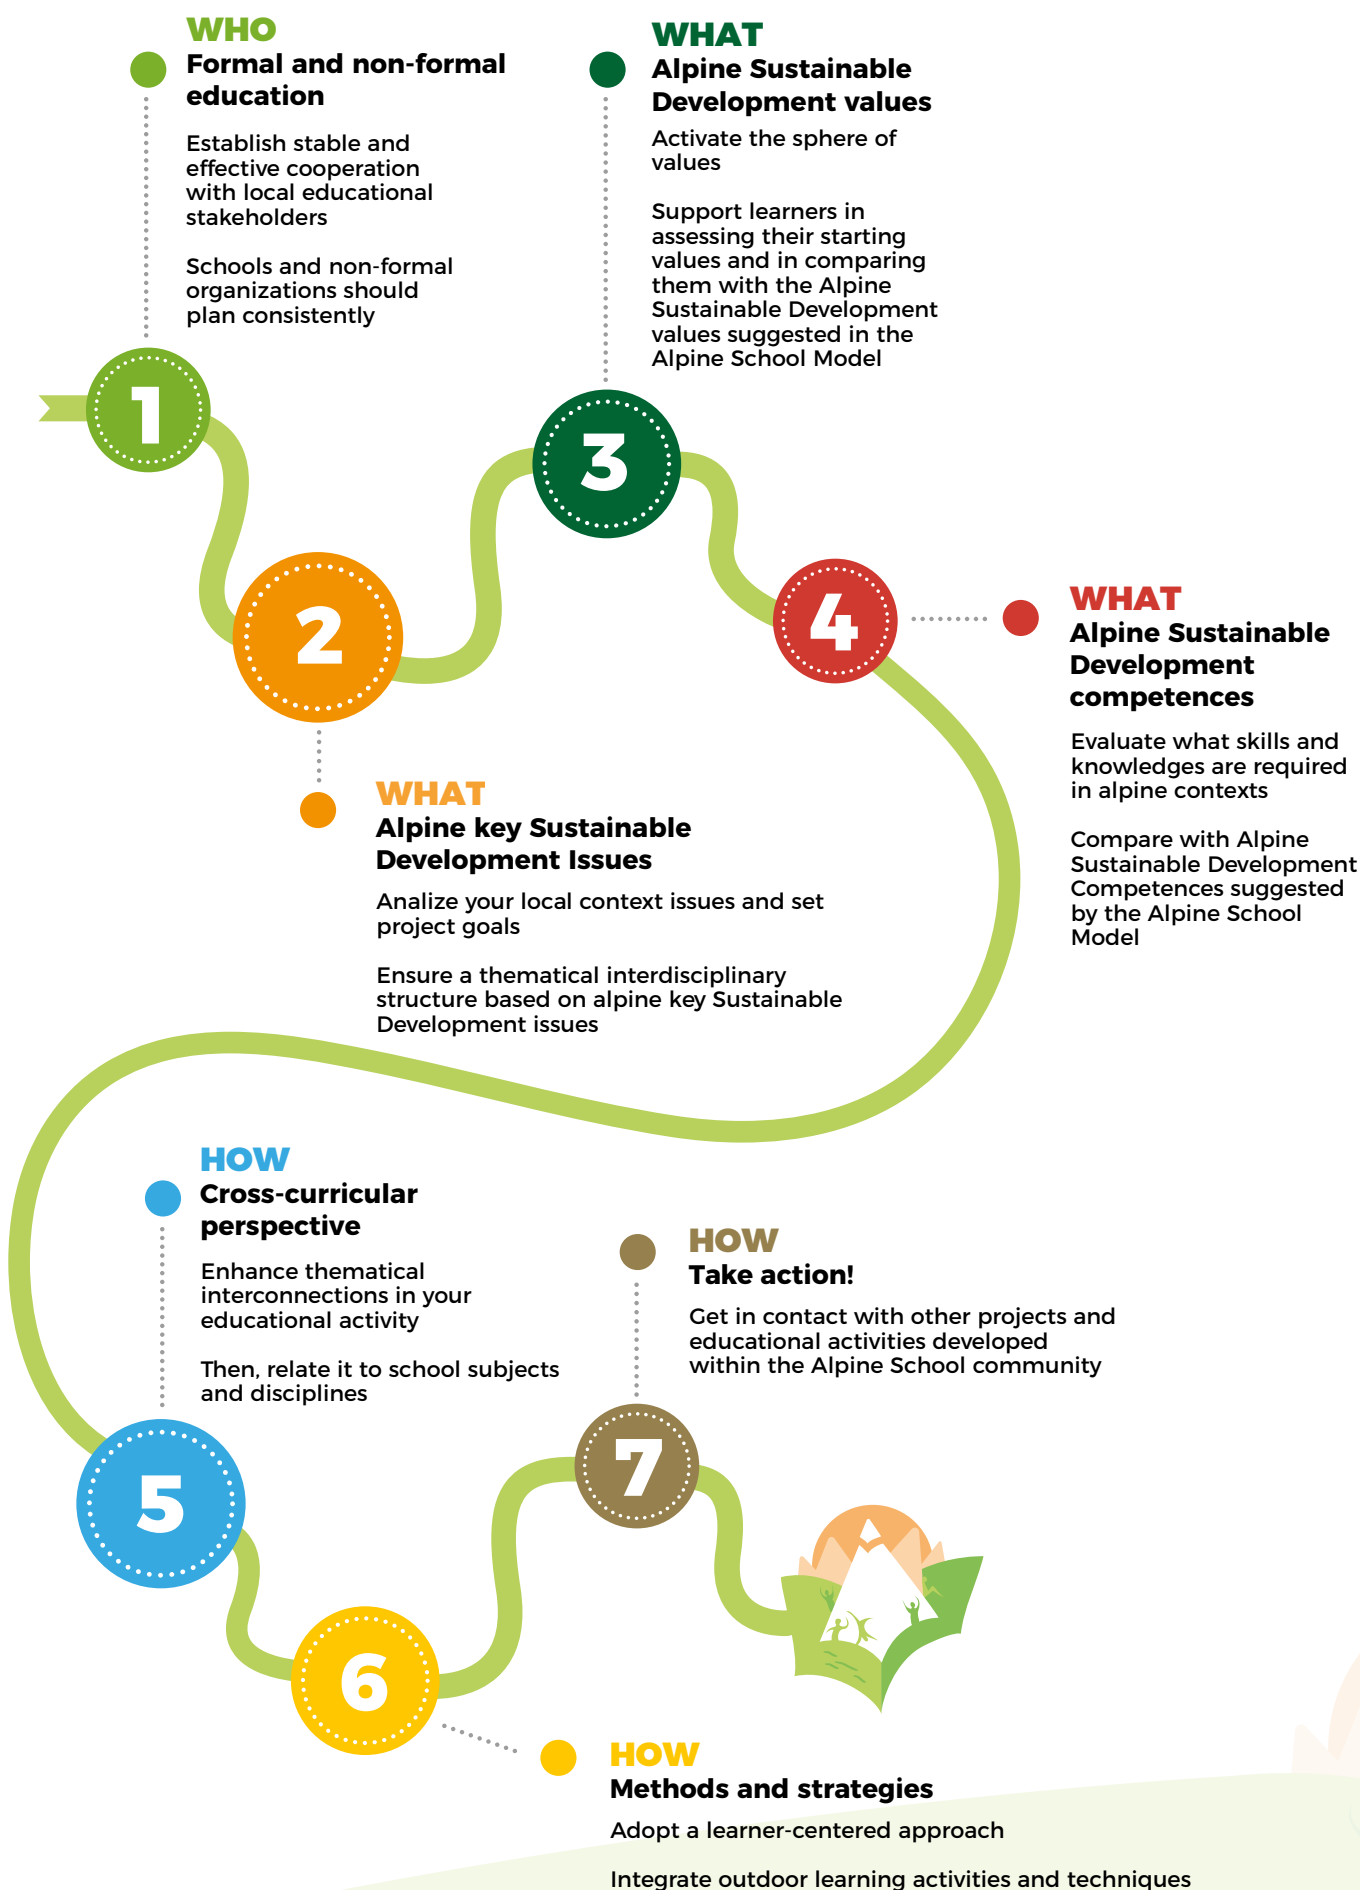 WHO
Formal and non-formal
education
Establish stable and
effective cooperation
with local educational
stakeholders
Schools and non-formal
organizations should
plan consistently
1
2
WHAT
Alpine key Sustainable
Development Issues
Analize your local context issues and set
project goals
Ensure a thematical interdisciplinary
structure based on alpine key Sustainable
Development issues
WHAT
Alpine Sustainable
Development values
Activate the sphere of
values
Support learners in
assessing their starting
values and in comparing
them with the Alpine
Sustainable Development
values suggested in the
Alpine School Model
3
4
WHAT
Alpine Sustainable
Development
competences
Evaluate what skills and
knowledges are required
in alpine contexts
Compare with Alpine
Sustainable Development
Competences suggested
by the Alpine School
Model
HOW
Cross-curricular
perspective
Enhance thematical
interconnections in your
educational activity
Then, relate it to school subjects
and disciplines
5
6
HOW
Methods and strategies
Adopt a learner-centered approach
Integrate outdoor learning activities and techniques
HOW
Take action!
Get in contact with other projects and
educational activities developed
within the Alpine School community
7